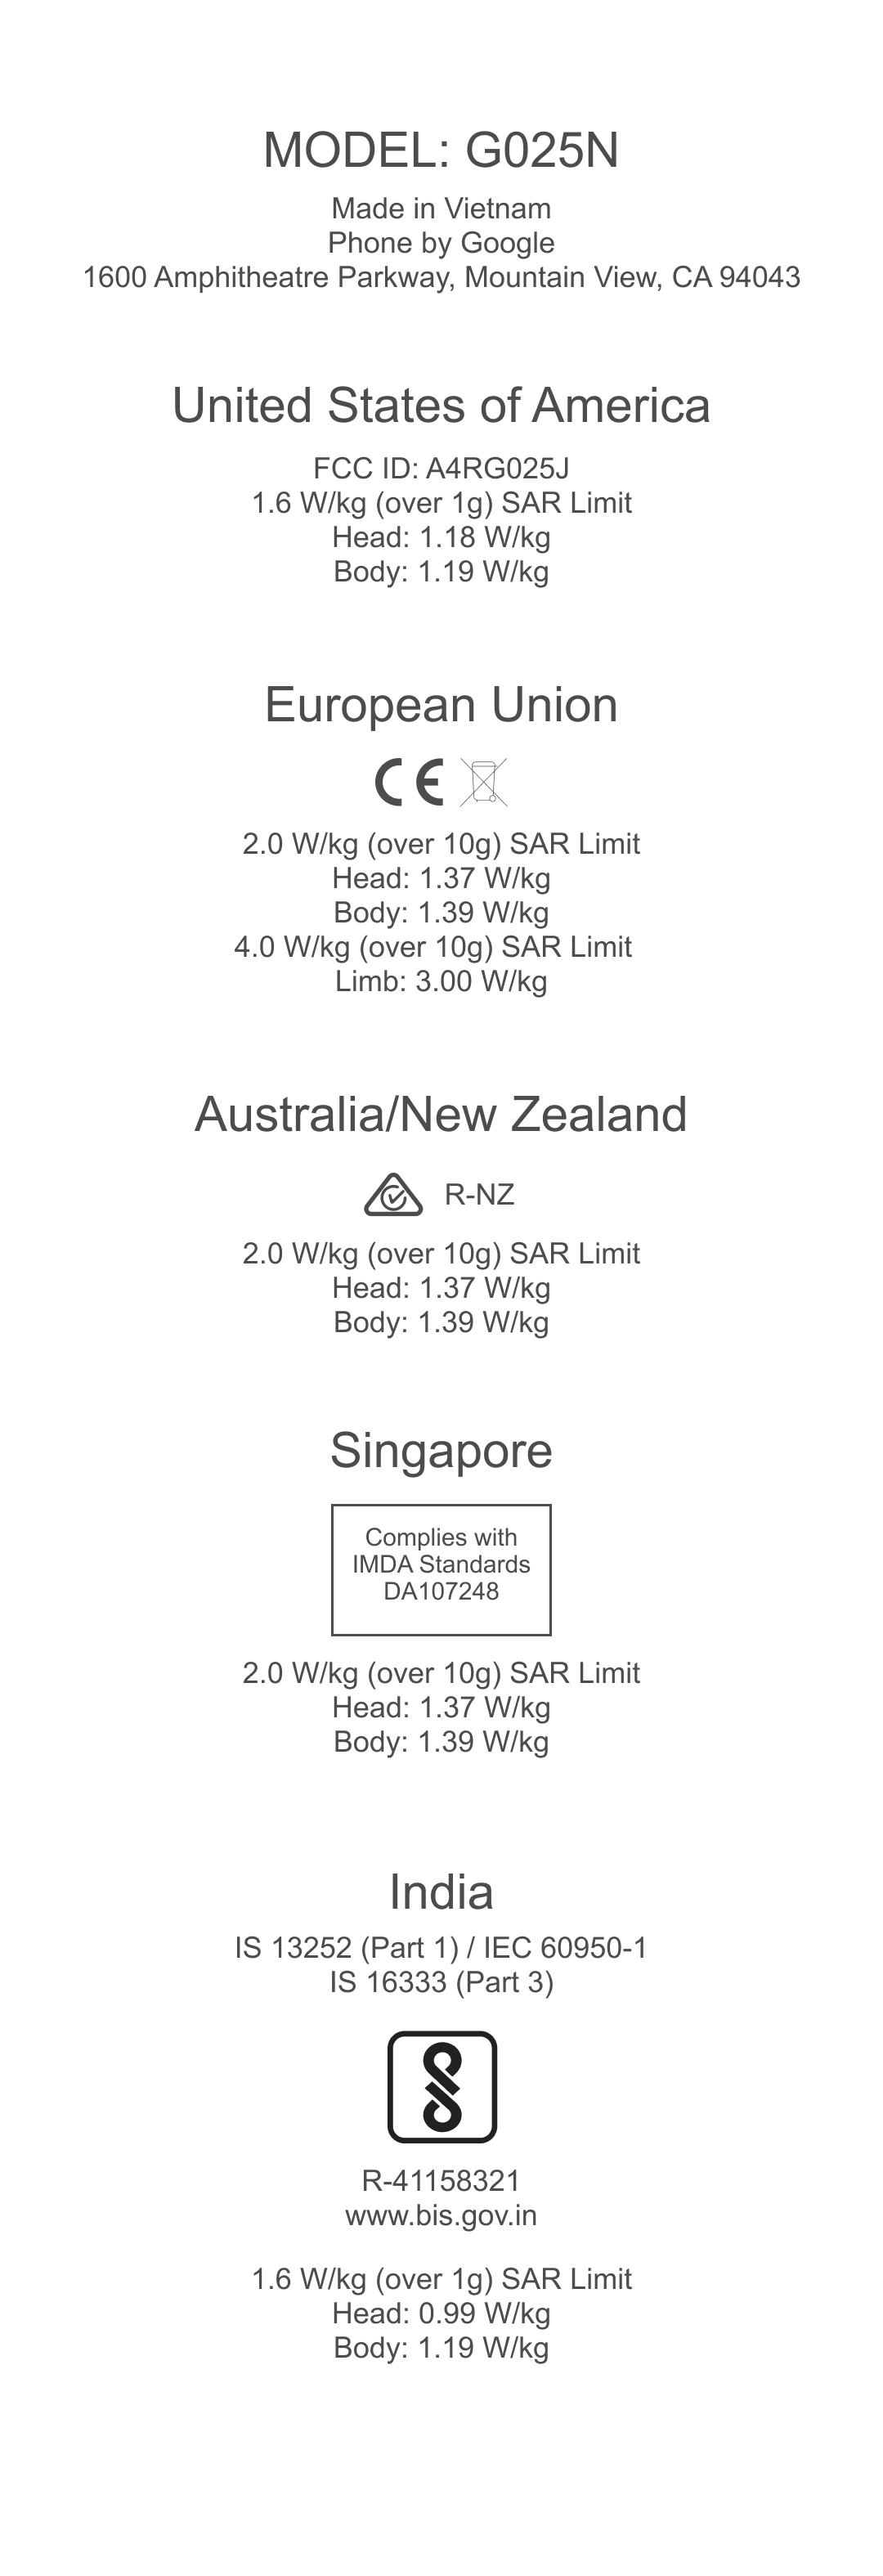 MODEL: G025N
Made in Vietnam
Phone by Google
1600 Amphitheatre Parkway, Mountain View, CA 94043
United States of America
FCC ID: A4RG025J
1.6 W/kg (over 1g) SAR Limit
Head: 1.18 W/kg
Body: 1.19 W/kg
European Union
CE
2.0 W/kg (over 10g) SAR Limit
Head: 1.37 W/kg
Body: 1.39 W/kg
4.0 W/kg (over 10g) SAR Limit
Limb: 3.00 W/kg
Australia/New Zealand
R-NZ
2.0 W/kg (over 10g) SAR Limit
Head: 1.37 W/kg
Body: 1.39 W/kg
Singapore
Complies with
IMDA Standards
DA107248
2.0 W/kg (over 10g) SAR Limit
Head: 1.37 W/kg
Body: 1.39 W/kg
India
IS 13252 (Part 1) / IEC 60950-1
IS 16333 (Part 3)
R-41158321
www.bis.gov.in
1.6 W/kg (over 1g) SAR Limit
Head: 0.99 W/kg
Body: 1.19 W/kg